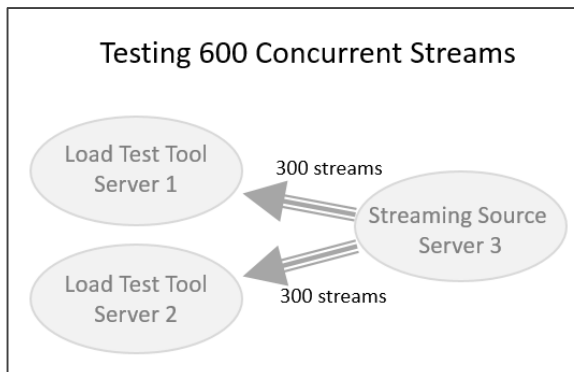 Testing 600 Concurrent Streams
Load Test Tool
Server 1
300 streams
Streaming Source
Server 3
Load Test Tool
Server 2
300 streams